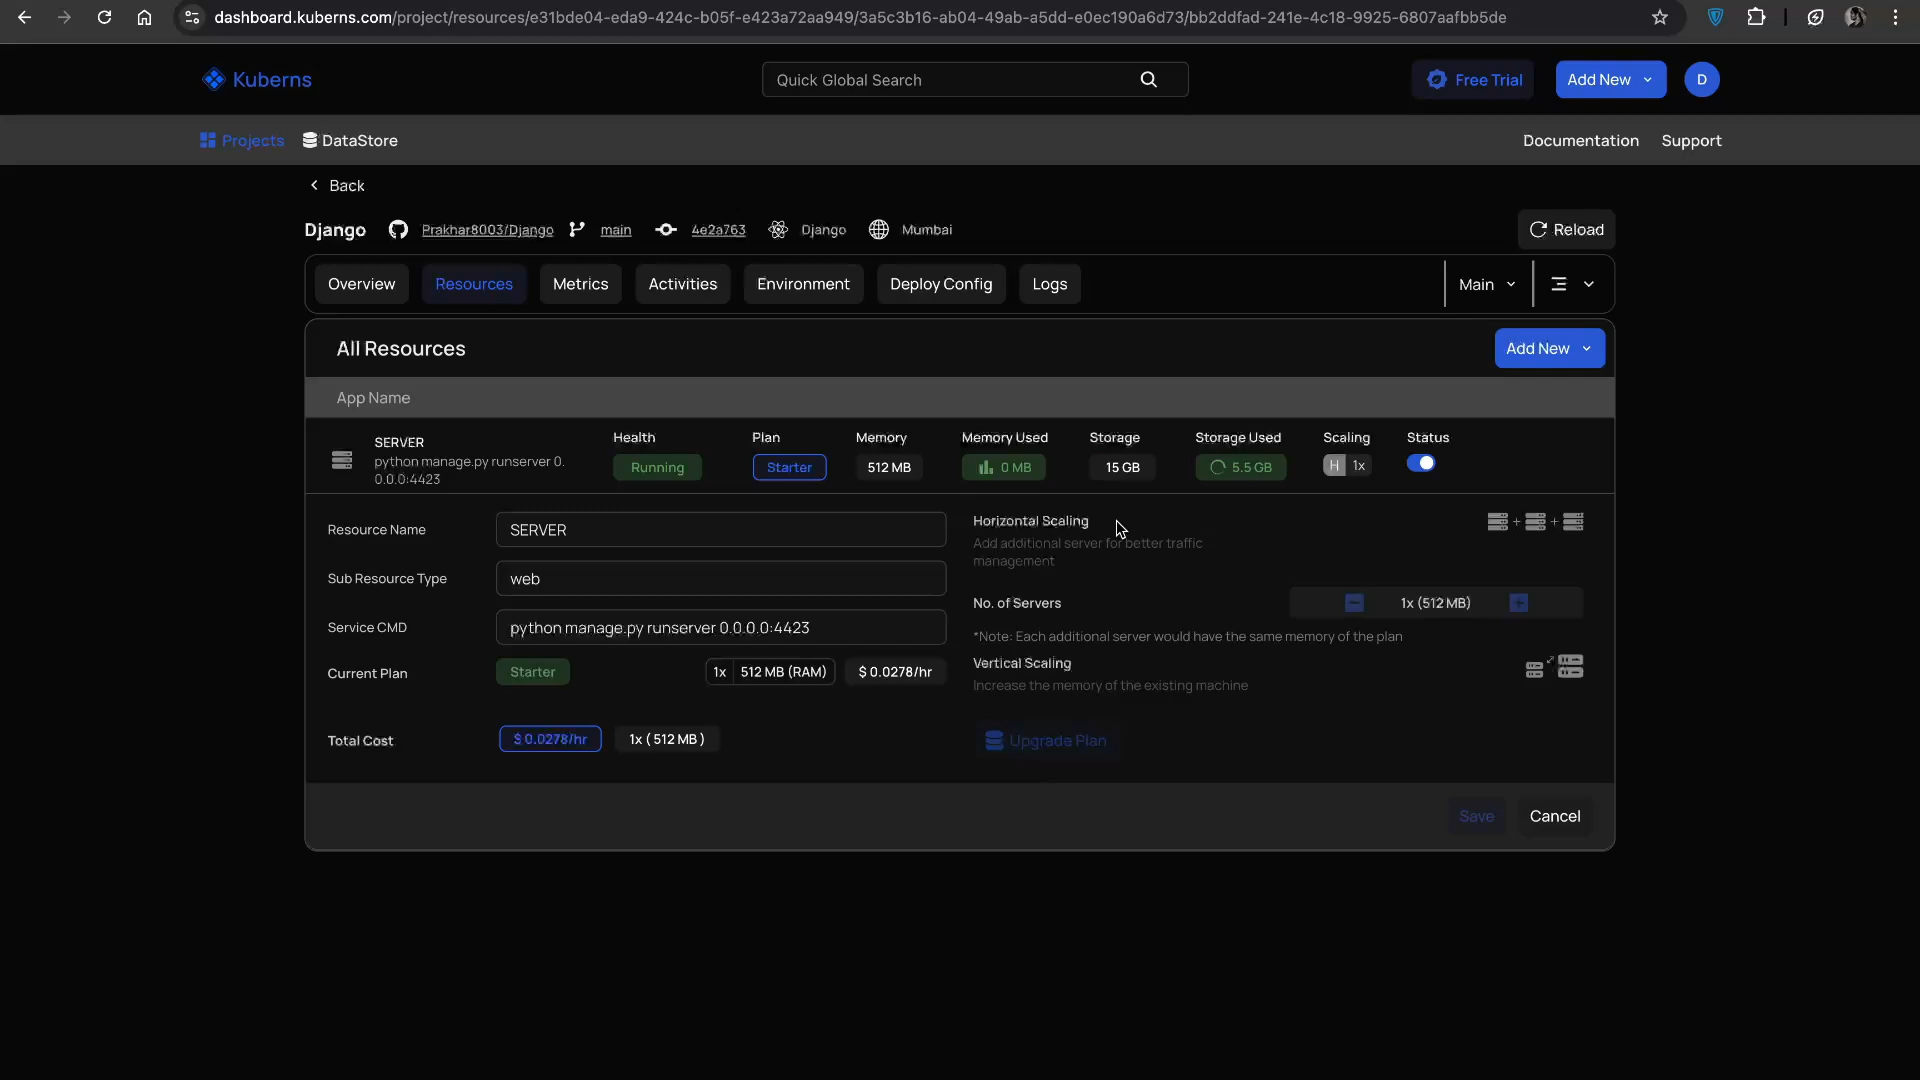 dashboard.kuberns.com/project/resources/e31bde04-eda9-424c-b05f-e423a72aa949/3a5c3b16-ab04-49ab-a5dd-e0ec190a6d73/bb2ddfad-241e-4c18-9925-6807aafbb5de
Kuberns
Quick Global Search
Free Trial
Add New
D
Projects
DataStore
Documentation
Support
Back
Django
Prakhar8003/Django
main
4e2a763
Django
Mumbai
Reload
Overview
Resources
Metrics
Activities
Environment
Deploy Config
Logs
Main
All Resources
Add New
App Name
SERVER
python manage.py runserver 0.
0.0.0:4423
Health
Running
Plan
Starter
Memory
512 MB
Memory Used
0 MB
Storage
15 GB
Storage Used
5.5 GB
Scaling
H 1x
Status
Resource Name
SERVER
Sub Resource Type
web
Service CMD
python manage.py runserver 0.0.0.0:4423
Current Plan
Starter
1x 512 MB (RAM)
$ 0.0278/hr
Total Cost
$ 0.0278/hr
1x ( 512 MB )
Horizontal Scaling
Add additional server for better traffic
management
No. of Servers
- 1x (512 MB) +
*Note: Each additional server would have the same memory of the plan
Vertical Scaling
Increase the memory of the existing machine
Upgrade Plan
Save
Cancel